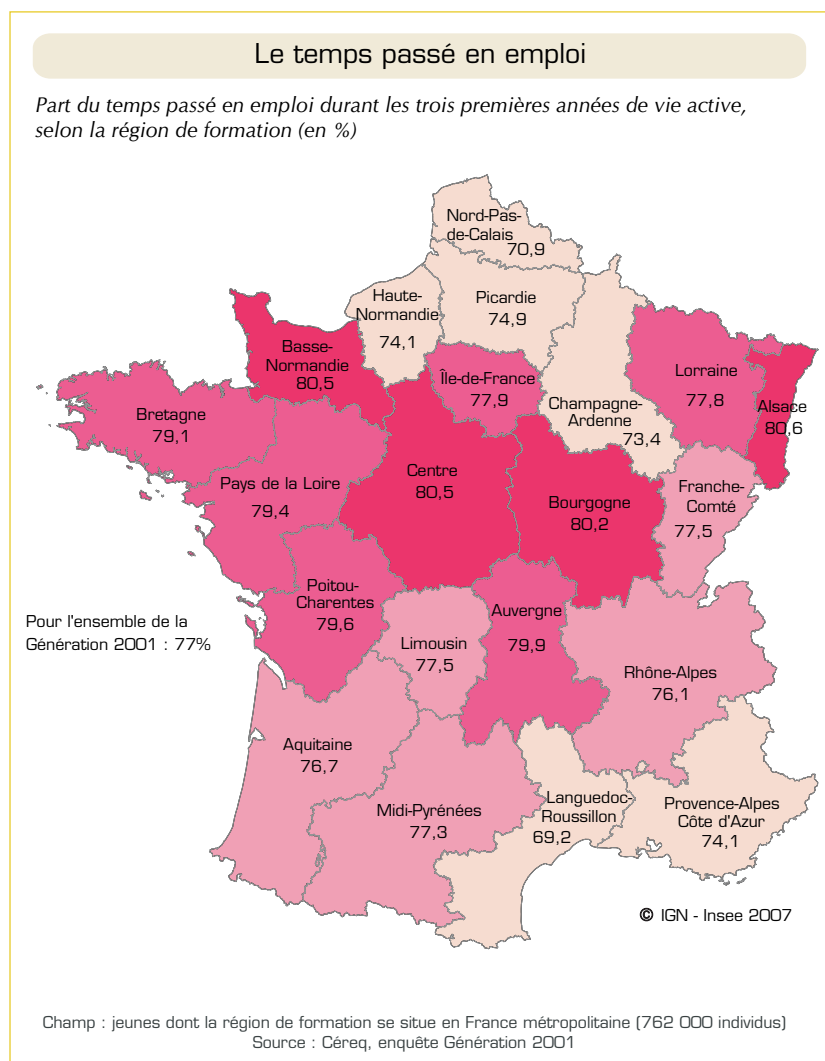 Le temps passé en emploi
Part du temps passé en emploi durant les trois premières années de vie active,
selon la région de formation (en %)
Nord-Pas-
de-Calais
70,9
Haute-
Normandie
74,1
Picardie
74,9
Basse-
Normandie
80,5
Île-de-France
77,9
Champagne-
Ardenne
73,4
Lorraine
77,8
Alsace
80,6
Bretagne
79,1
Pays de la Loire
79,4
Centre
80,5
Bourgogne
80,2
Franche-
Comté
77,5
Poitou-
Charentes
79,6
Pour l'ensemble de la
Génération 2001 : 77%
Limousin
77,5
Auvergne
79,9
Rhône-Alpes
76,1
Aquitaine
76,7
Midi-Pyrénées
77,3
Languedoc-
Roussillon
69,2
Provence-Alpes
Côte d'Azur
74,1
© IGN - Insee 2007
Champ : jeunes dont la région de formation se situe en France métropolitaine (762 000 individus)
Source : Céreq, enquête Génération 2001